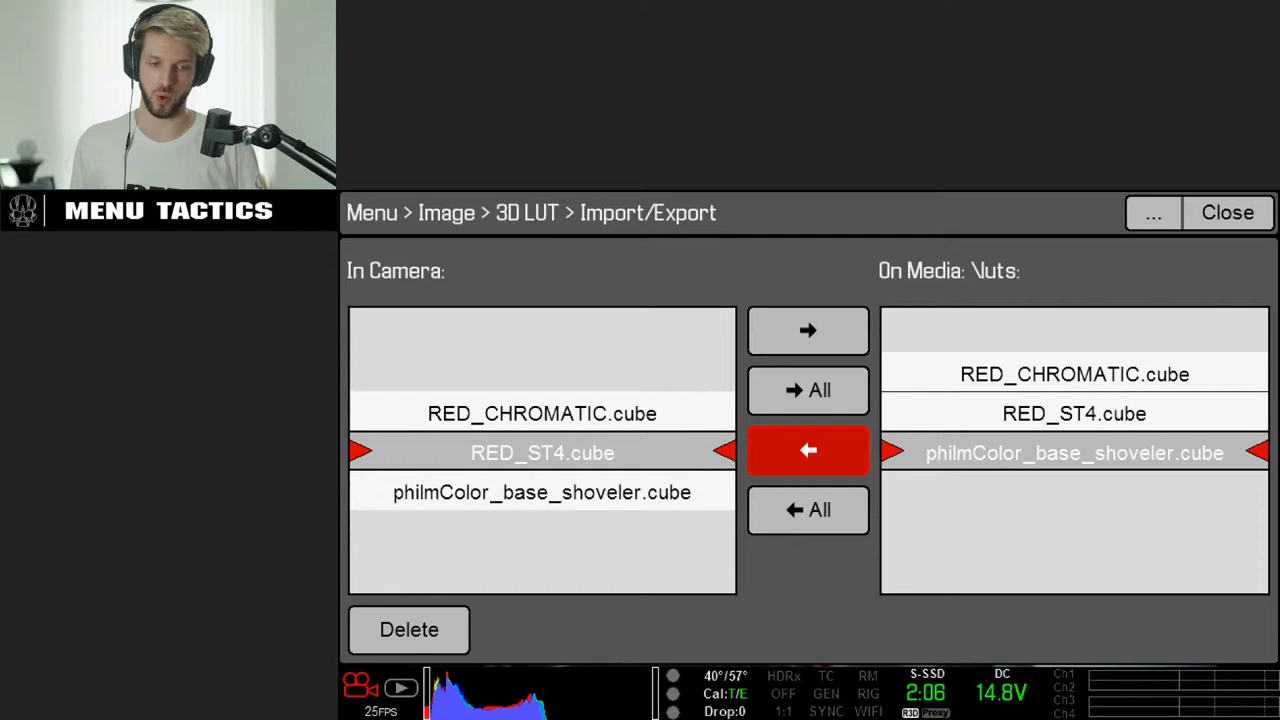 MENU TACTICS
Menu > Image > 3D LUT > Import/Export
...
Close
In Camera:
On Media: \luts:
RED_CHROMATIC.cube
RED_ST4.cube
philmColor_base_shoveler.cube
→
→ All
←
← All
RED_CHROMATIC.cube
RED_ST4.cube
philmColor_base_shoveler.cube
Delete
25FPS
40°/57° HDRx TC RM
Cal:T/E OFF GEN RIG
Drop:0 1:1 SYNC WIFI
S-SSD
2:06
R3D Proxy
DC
14.8V
Ch1
Ch2
Ch3
Ch4